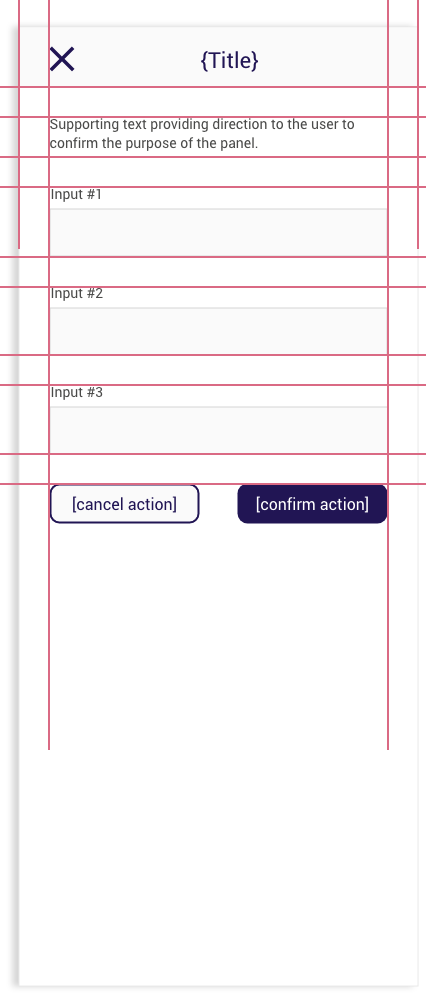 {Title}
Supporting text providing direction to the user to
confirm the purpose of the panel.
Input #1
Input #2
Input #3
[cancel action]
[confirm action]